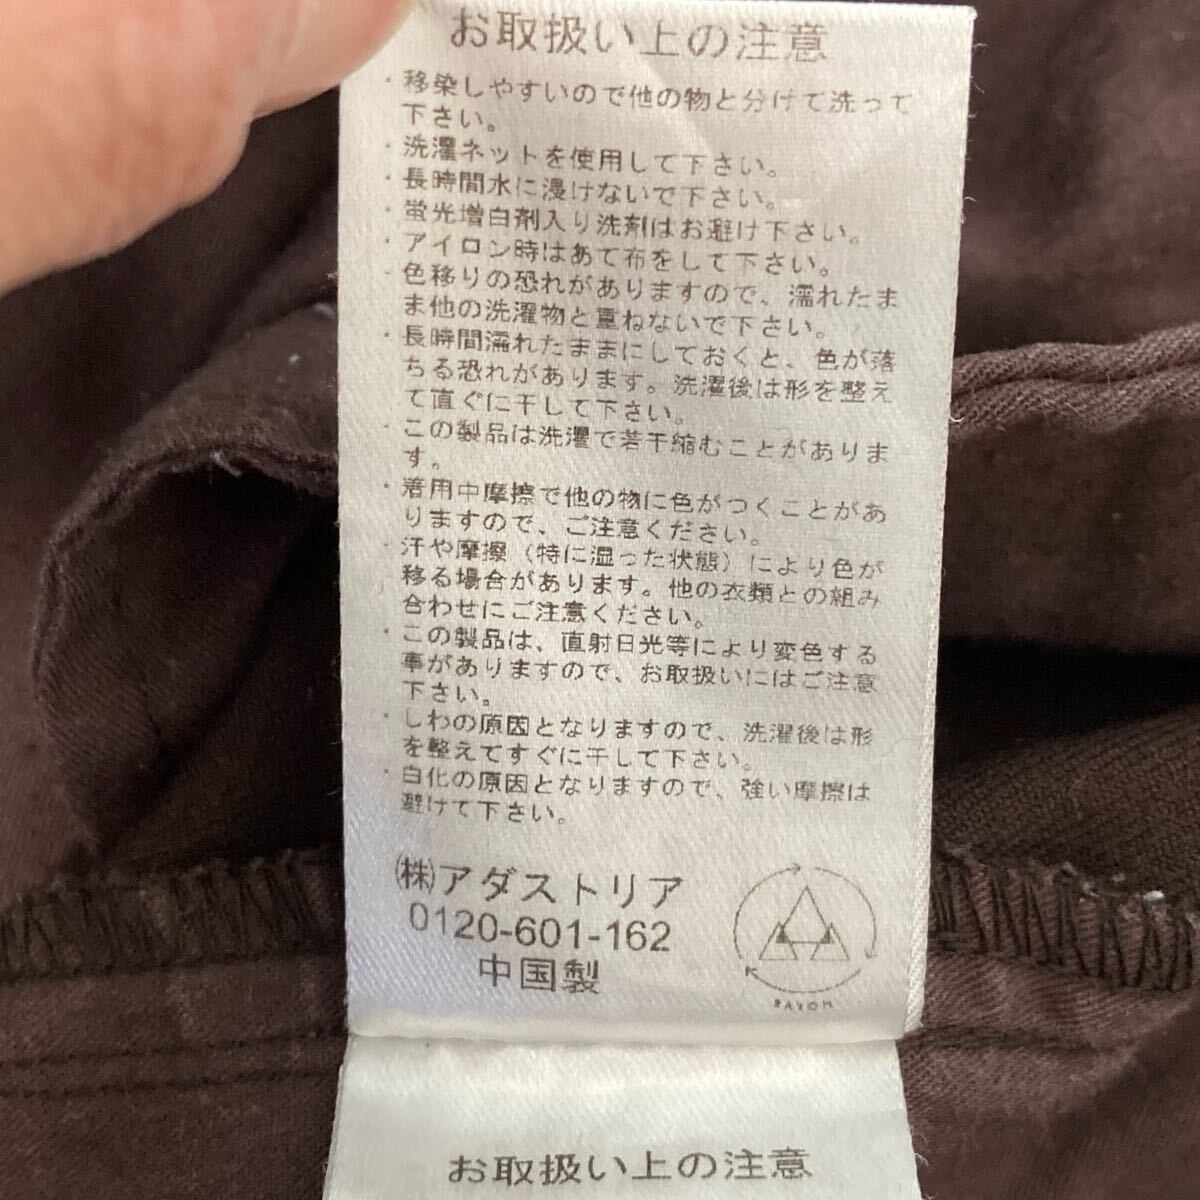 お取扱い上の注意
・移染しやすいので他の物と分けて洗って
下さい。
・洗濯ネットを使用して下さい。
・長時間水に浸けないで下さい。
・蛍光増白剤入り洗剤はお避け下さい。
・アイロン時はあて布をして下さい。
・色移りの恐れがありますので、濡れたま
ま他の洗濯物と重ねないで下さい。
・長時間濡れたままにしておくと、色が落
ちる恐れがあります。洗濯後は形を整え
て直ぐに干して下さい。
・この製品は洗濯で若干縮むことがありま
す。
・着用中摩擦で他の物に色がつくことがあ
りますので、ご注意ください。
・汗や摩擦（特に湿った状態）により色が
移る場合があります。他の衣類との組み
合わせにご注意ください。
・この製品は、直射日光等により変色する
事がありますので、お取扱いにはご注意
下さい。
・しわの原因となりますので、洗濯後は形
を整えてすぐに干して下さい。
・白化の原因となりますので、強い摩擦は
避けて下さい。
㈱アダストリア
0120-601-162
中国製
RAYON
お取扱い上の注意